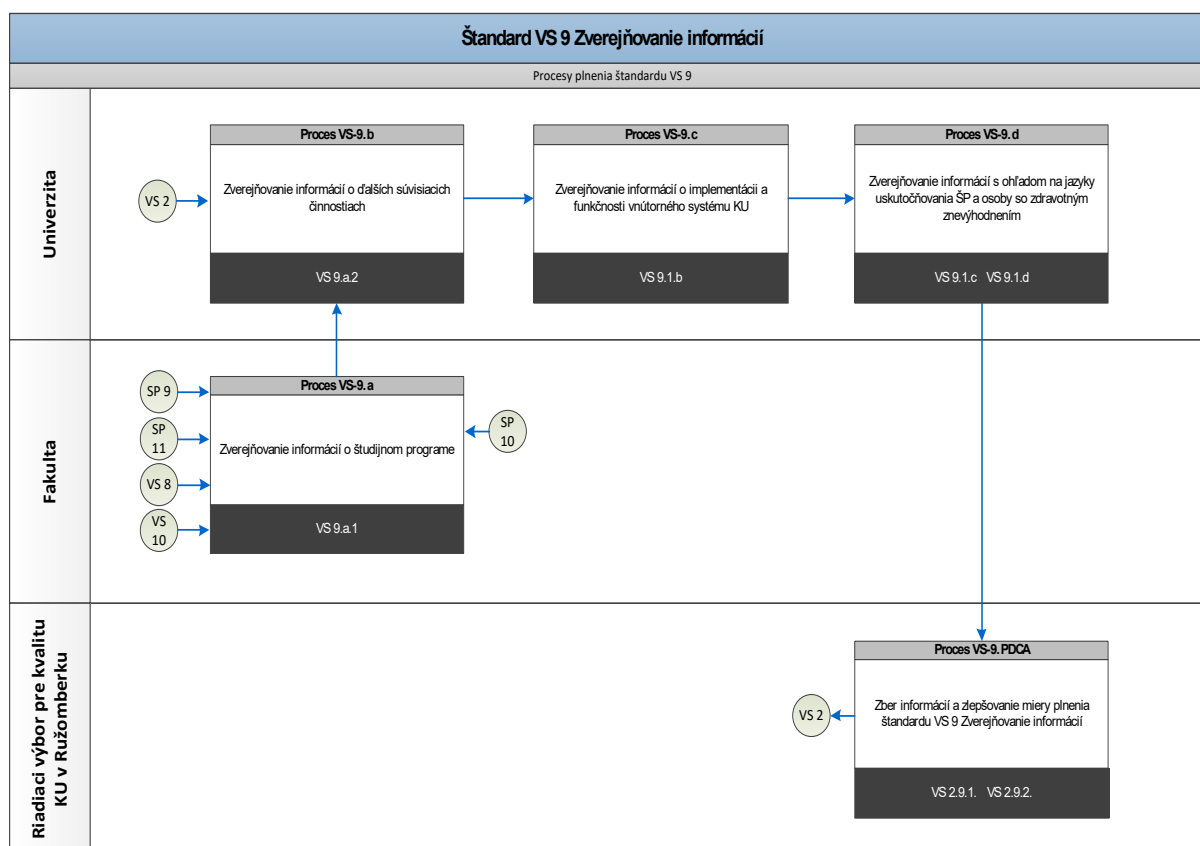 Štandard VS 9 Zverejňovanie informácií
Procesy plnenia štandardu VS 9
Univerzita
VS 2
Proces VS-9.b
Zverejňovanie informácií o ďalších súvisiacich
činnostiach
VS 9.a.2
Proces VS-9.c
Zverejňovanie informácií o implementácii a
funkčnosti vnútorného systému KU
VS 9.1.b
Proces VS-9.d
Zverejňovanie informácií s ohľadom na jazyky
uskutočňovania ŠP a osoby so zdravotným
znevýhodnením
VS 9.1.c VS 9.1.d
Fakulta
SP 9
SP
11
VS 8
VS
10
Proces VS-9.a
Zverejňovanie informácií o študijnom programe
VS 9.a.1
SP
10
Riadiaci výbor pre kvalitu
KU v Ružomberku
VS 2
Proces VS-9. PDCA
Zber informácií a zlepšovanie miery plnenia
štandardu VS 9 Zverejňovanie informácií
VS 2.9.1. VS 2.9.2.